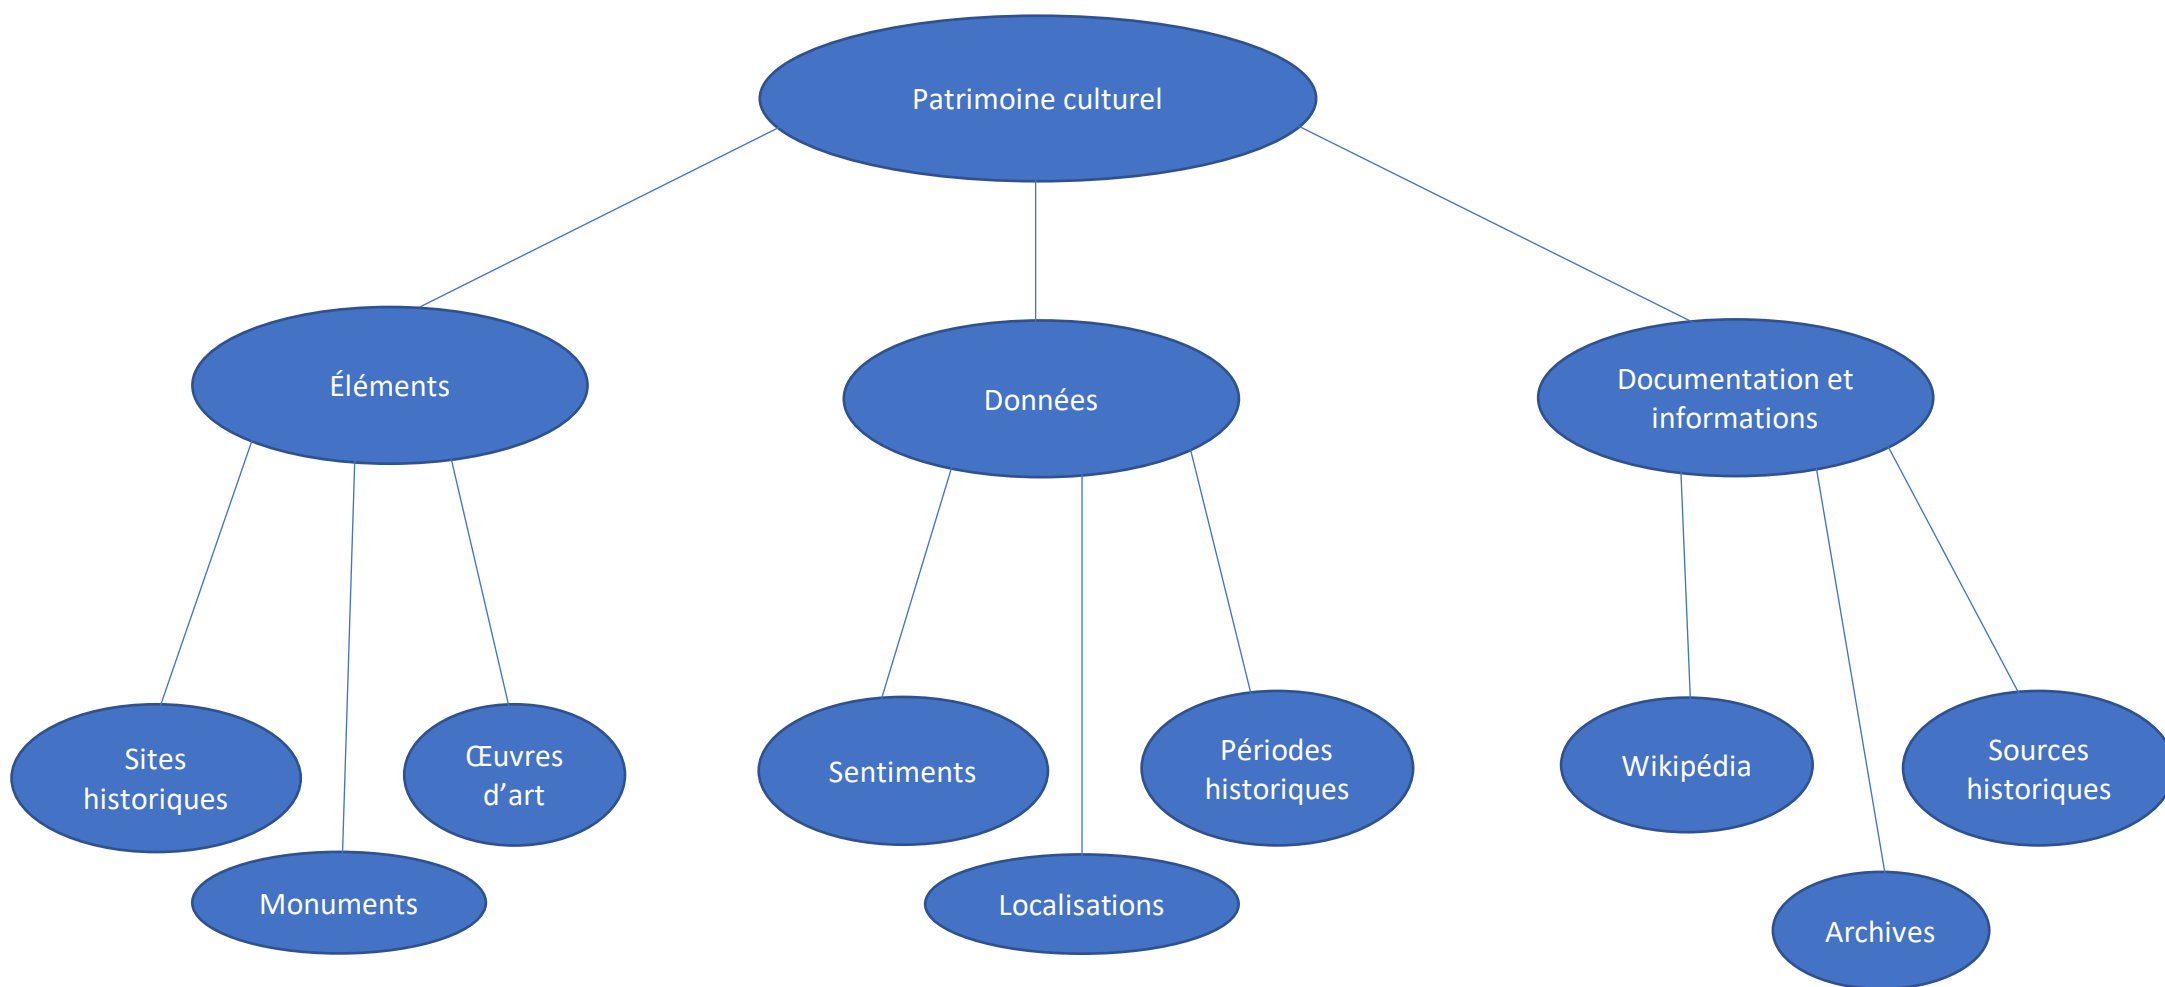 Patrimoine culturel
Éléments
Données
Documentation et
informations
Sites
historiques
Monuments
Œuvres
d’art
Sentiments
Localisations
Périodes
historiques
Wikipédia
Archives
Sources
historiques